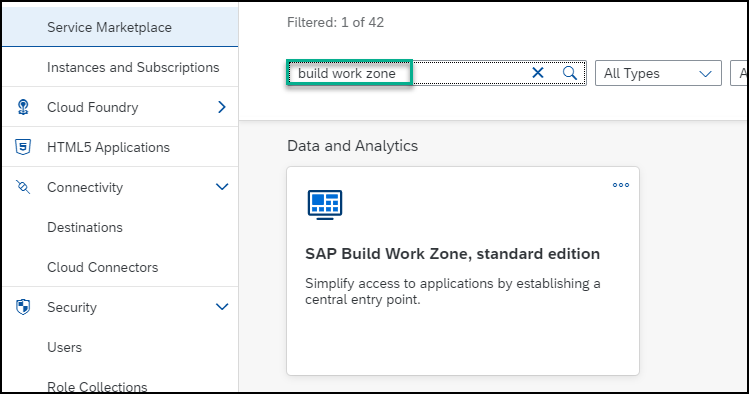 Service Marketplace
Instances and Subscriptions
Cloud Foundry
HTML5 Applications
Connectivity
Destinations
Cloud Connectors
Security
Users
Role Collections
Filtered: 1 of 42
build work zone
All Types
A
Data and Analytics
SAP Build Work Zone, standard edition
Simplify access to applications by establishing a
central entry point.